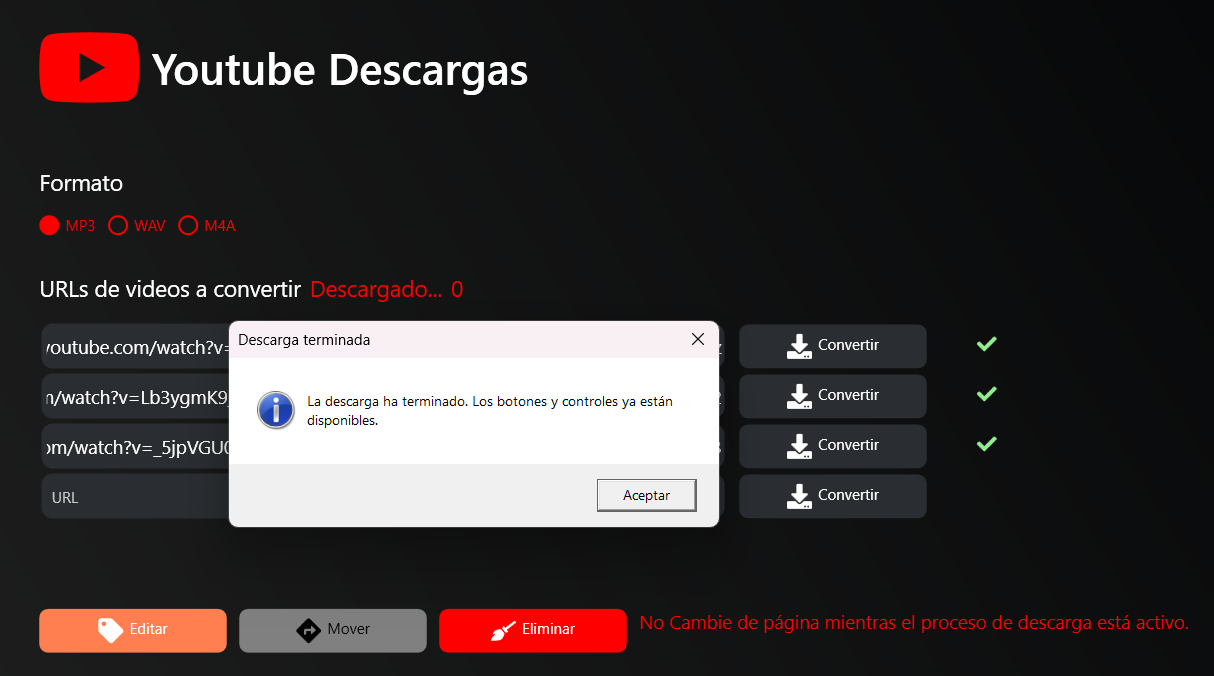 Youtube Descargas
Formato
MP3 WAV M4A
URLs de videos a convertir Descargado... 0
youtube.com/watch?v=
Convertir
Descarga terminada
/watch?v=Lb3ygmK9
Convertir
La descarga ha terminado. Los botones y controles ya están
disponibles.
om/watch?v=_5jpVGU
Convertir
URL
Aceptar
Convertir
Editar
Mover
Eliminar
No Cambie de página mientras el proceso de descarga está activo.